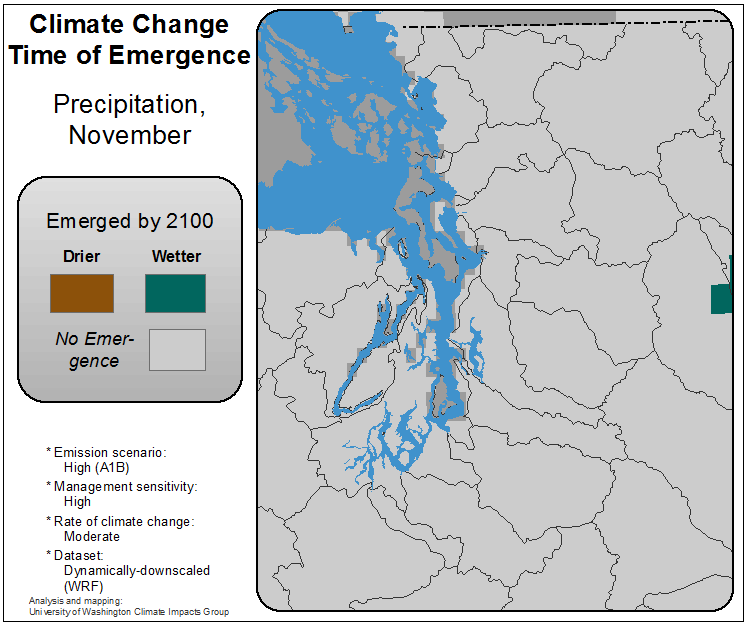 Climate Change
Time of Emergence
Precipitation,
November
Emerged by 2100
Drier Wetter
No Emer-
gence
* Emission scenario:
High (A1B)
* Management sensitivity:
High
* Rate of climate change:
Moderate
* Dataset:
Dynamically-downscaled
(WRF)
Analysis and mapping:
University of Washington Climate Impacts Group